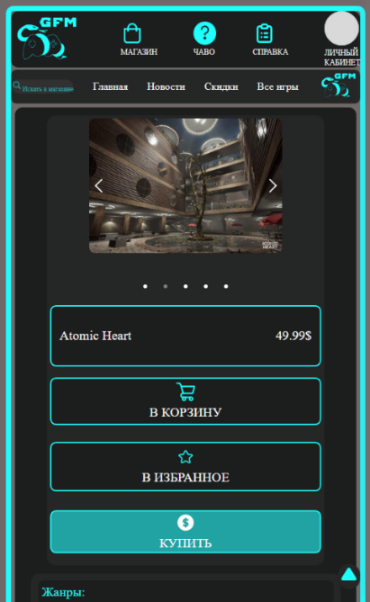 GFM
МАГАЗИН
ЧАВО
СПРАВКА
ЛИЧНЫЙ
КАБИНЕТ
Искать в магазине
Главная
Новости
Скидки
Все игры
GFM
Atomic Heart
49.99$
В КОРЗИНУ
В ИЗБРАННОЕ
КУПИТЬ
Жанры: